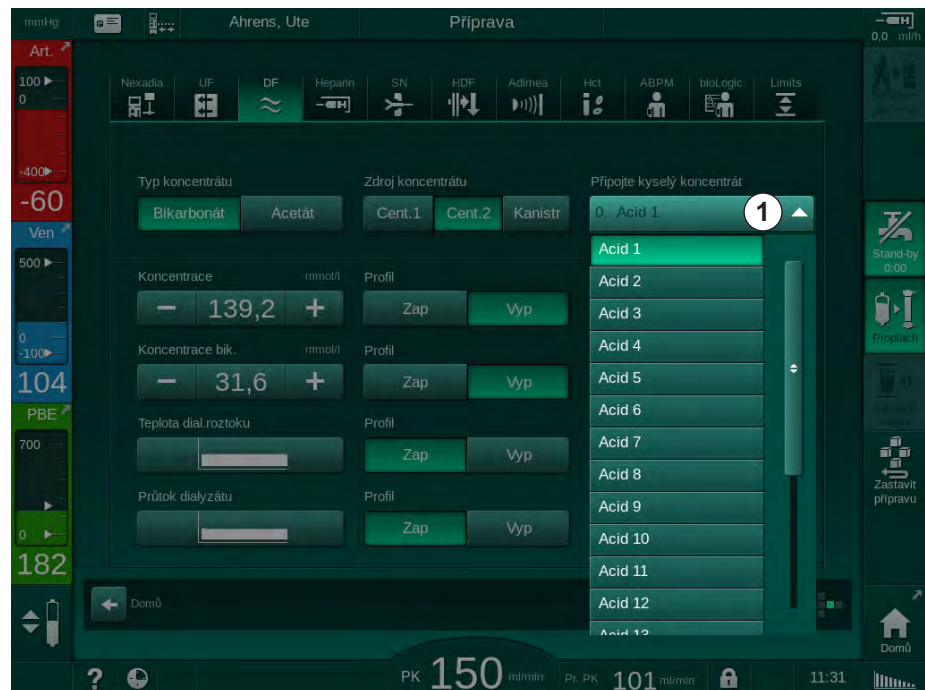 mmHg
Ahrens, Ute
Příprava
0,0 ml/h
Art.
100
0
-400
-60
Ven
500
0
-100
104
PBE
700
0
182
Nexadia UF DF Heparin SN HDF Adimea Hct ABPM bioLogic Limits
Typ koncentrátu Zdroj koncentrátu Připojte kyselý koncentrát
Bikarbonát Acetát Cent.1 Cent.2 Kanistr 0. Acid 1 1
Koncentrace mmol/l Profil
139,2 Zap Vyp
Koncentrace bik. mmol/l Profil
31,6 Zap Vyp
Teplota dial.roztoku Profil
Zap Vyp
Průtok dialyzátu Profil
Zap Vyp
Acid 1
Acid 2
Acid 3
Acid 4
Acid 5
Acid 6
Acid 7
Acid 8
Acid 9
Acid 10
Acid 11
Acid 12
Acid 13
Domů
Stand-by
0:00
Proplach
Zastavit
přípravu
Domů
? PK 150 ml/min Pr. PK 101 ml/min 11:31